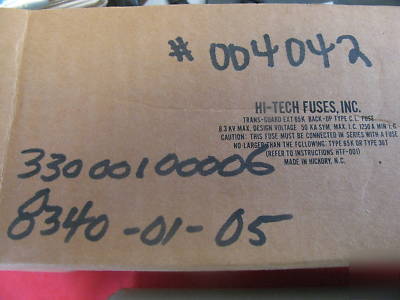 # 004042
HI-TECH FUSES, INC.
TRANS-GUARD EXT 65K BACK-UP TYPE C.L. FUSE
8.3 KV MAX. DESIGN VOLTAGE 50 KA SYM. MAX. I.C. 1250 A MIN I.C.
CAUTION: THIS FUSE MUST BE CONNECTED IN SERIES WITH A FUSE
NO LARGER THAN THE FOLLOWING: TYPE 65K OR TYPE 30T
(REFER TO INSTRUCTIONS HTF-001)
MADE IN HICKORY, N.C.
33000100006
8340-01-05